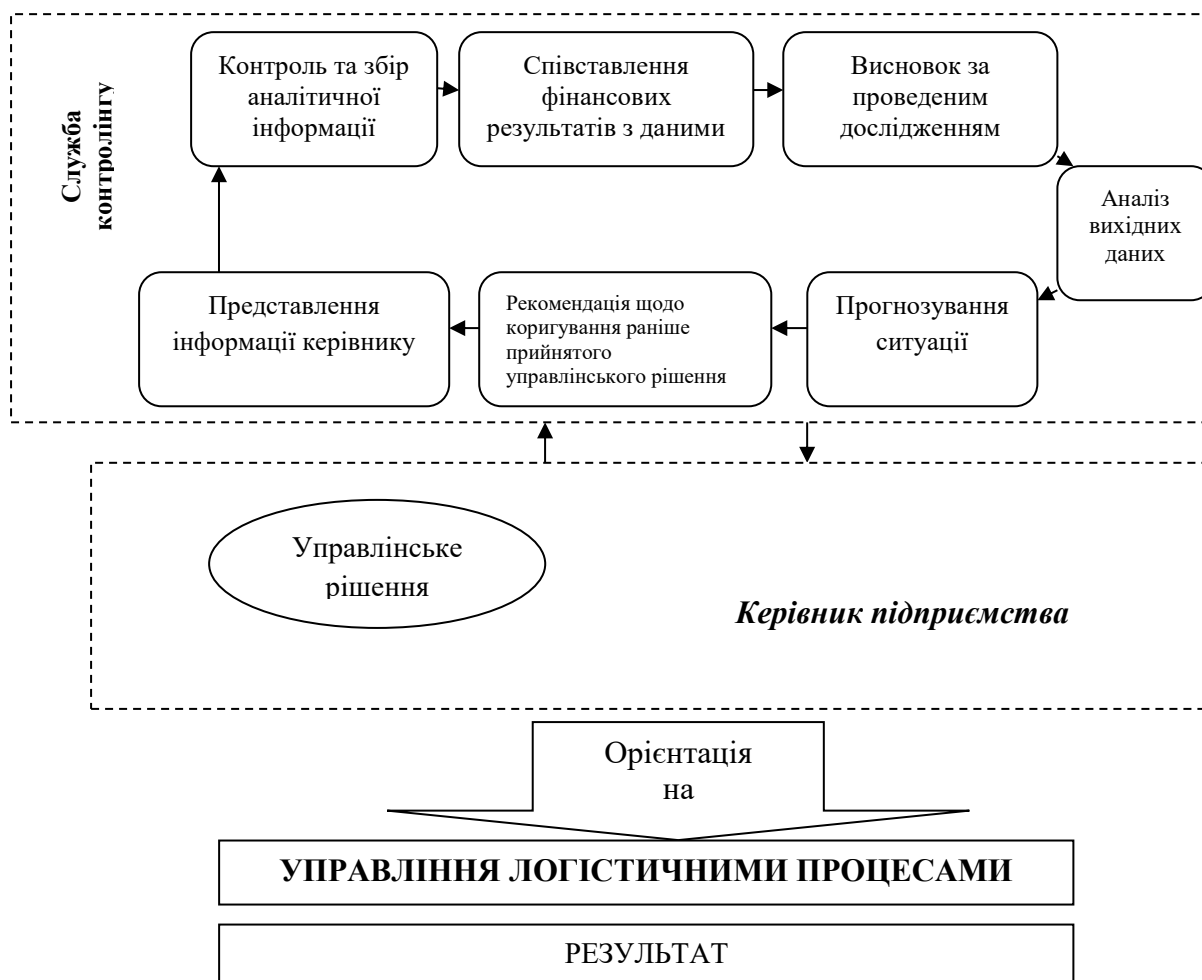 Служба
контролінгу
Контроль та збір
аналітичної
інформації
Співставлення
фінансових
результатів з даними
Висновок за
проведеним
дослідженням
Аналіз
вихідних
даних
Представлення
інформації керівнику
Рекомендація щодо
коригування раніше
прийнятого
управлінського рішення
Прогнозування
ситуації
Управлінське
рішення
Керівник підприємства
Орієнтація
на
УПРАВЛІННЯ ЛОГІСТИЧНИМИ ПРОЦЕСАМИ
РЕЗУЛЬТАТ